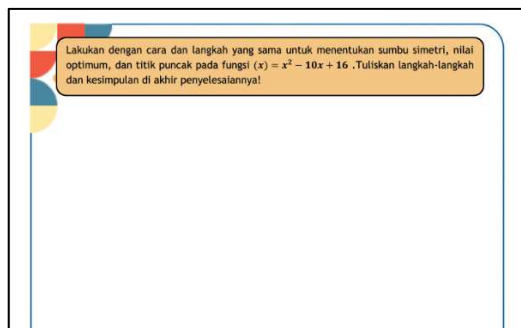 Lakukan dengan cara dan langkah yang sama untuk menentukan sumbu simetri, nilai
optimum, dan titik puncak pada fungsi (x) = x² − 10x + 16 .Tuliskan langkah-langkah
dan kesimpulan di akhir penyelesaiannya!